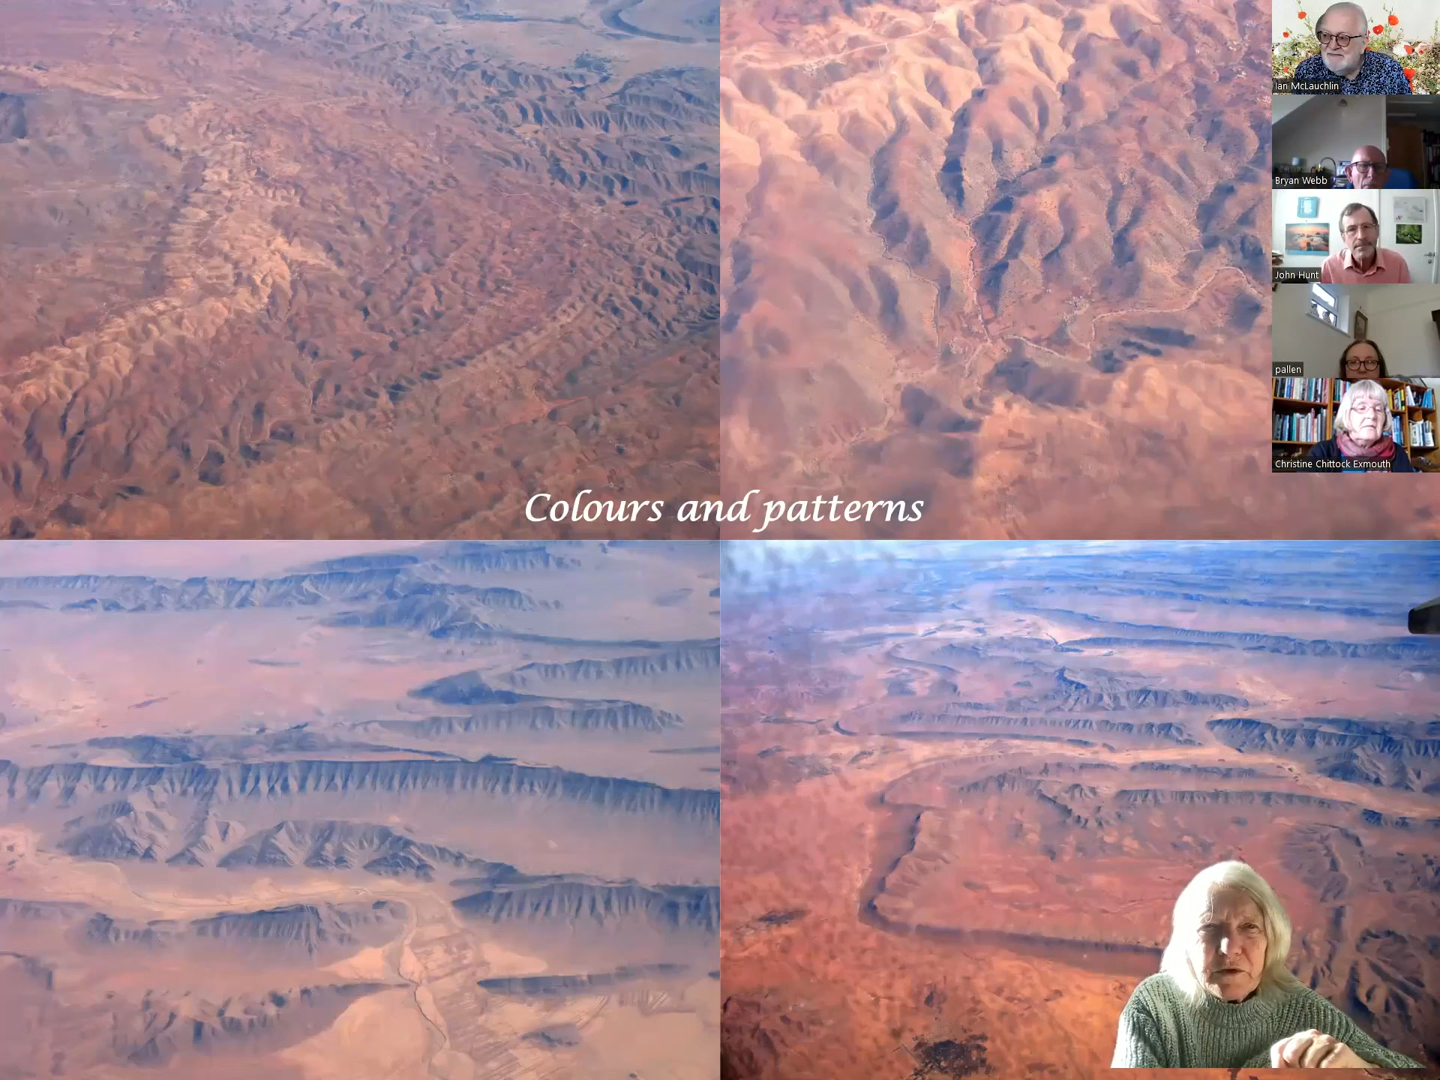 Ian McLauchlin
Bryan Webb
John Hunt
pallen
Christine Chittock Exmouth
Colours and patterns